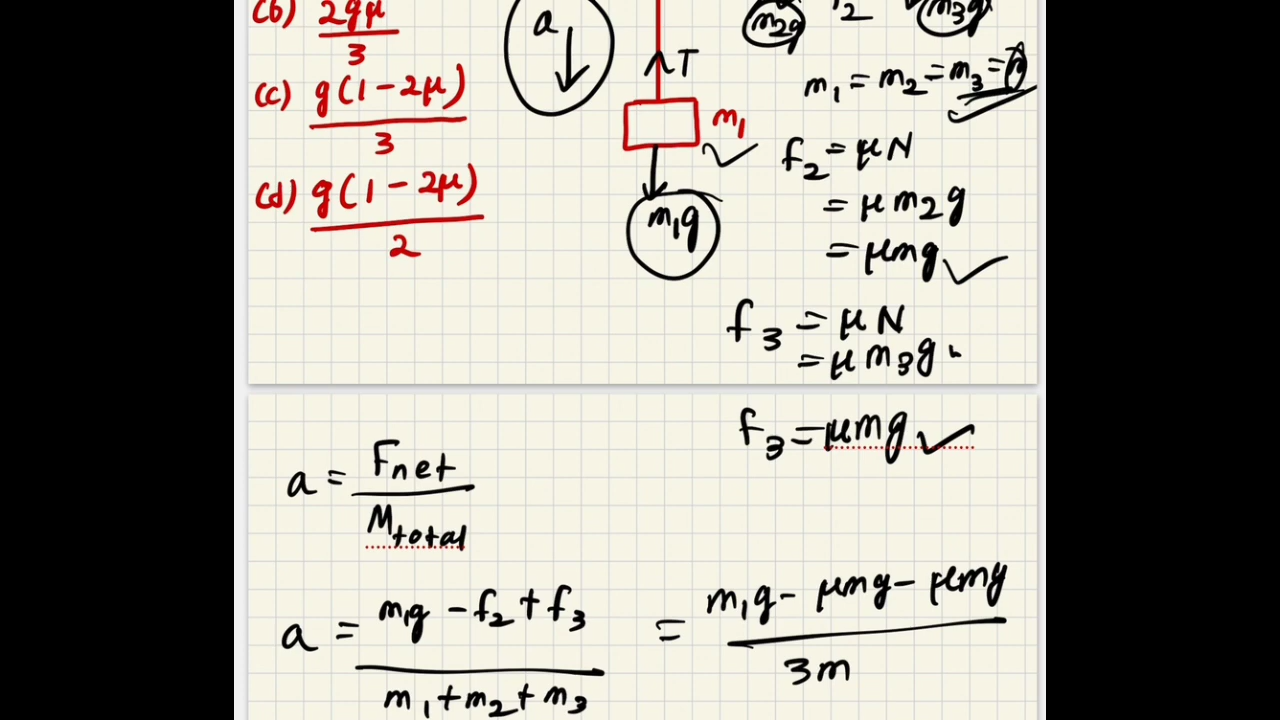 (b) 2gμ/3
(c) g(1-2μ)/3
(d) g(1-2μ)/2
a
T
m₁
m₁g
m₂g
m₃g
m₁ = m₂ = m₃ = m
f₂ = μN
= μm₂g
= μmg
f₃ = μN
= μm₃g
f₃ = μmg
a = Fnet/Mtotal
a = (m₁g - f₂ + f₃)/(m₁ + m₂ + m₃) = (m₁g - μmg - μmg)/3m